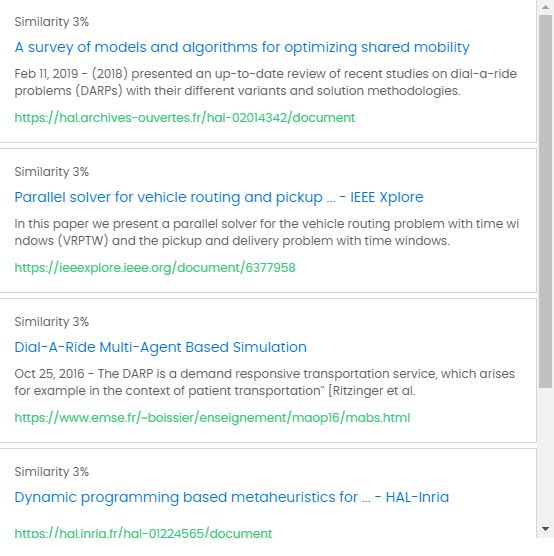 Similarity 3%
A survey of models and algorithms for optimizing shared mobility
Feb 11, 2019 - (2018) presented an up-to-date review of recent studies on dial-a-ride
problems (DARPs) with their different variants and solution methodologies.
https://hal.archives-ouvertes.fr/hal-02014342/document
Similarity 3%
Parallel solver for vehicle routing and pickup ... - IEEE Xplore
In this paper we present a parallel solver for the vehicle routing problem with time wi
ndows (VRPTW) and the pickup and delivery problem with time windows.
https://ieeexplore.ieee.org/document/6377958
Similarity 3%
Dial-A-Ride Multi-Agent Based Simulation
Oct 25, 2016 - The DARP is a demand responsive transportation service, which arises
for example in the context of patient transportation" [Ritzinger et al.
https://www.emse.fr/~boissier/enseignement/maop16/mabs.html
Similarity 3%
Dynamic programming based metaheuristics for ... - HAL-Inria
https://hal.inria.fr/hal-01224565/document